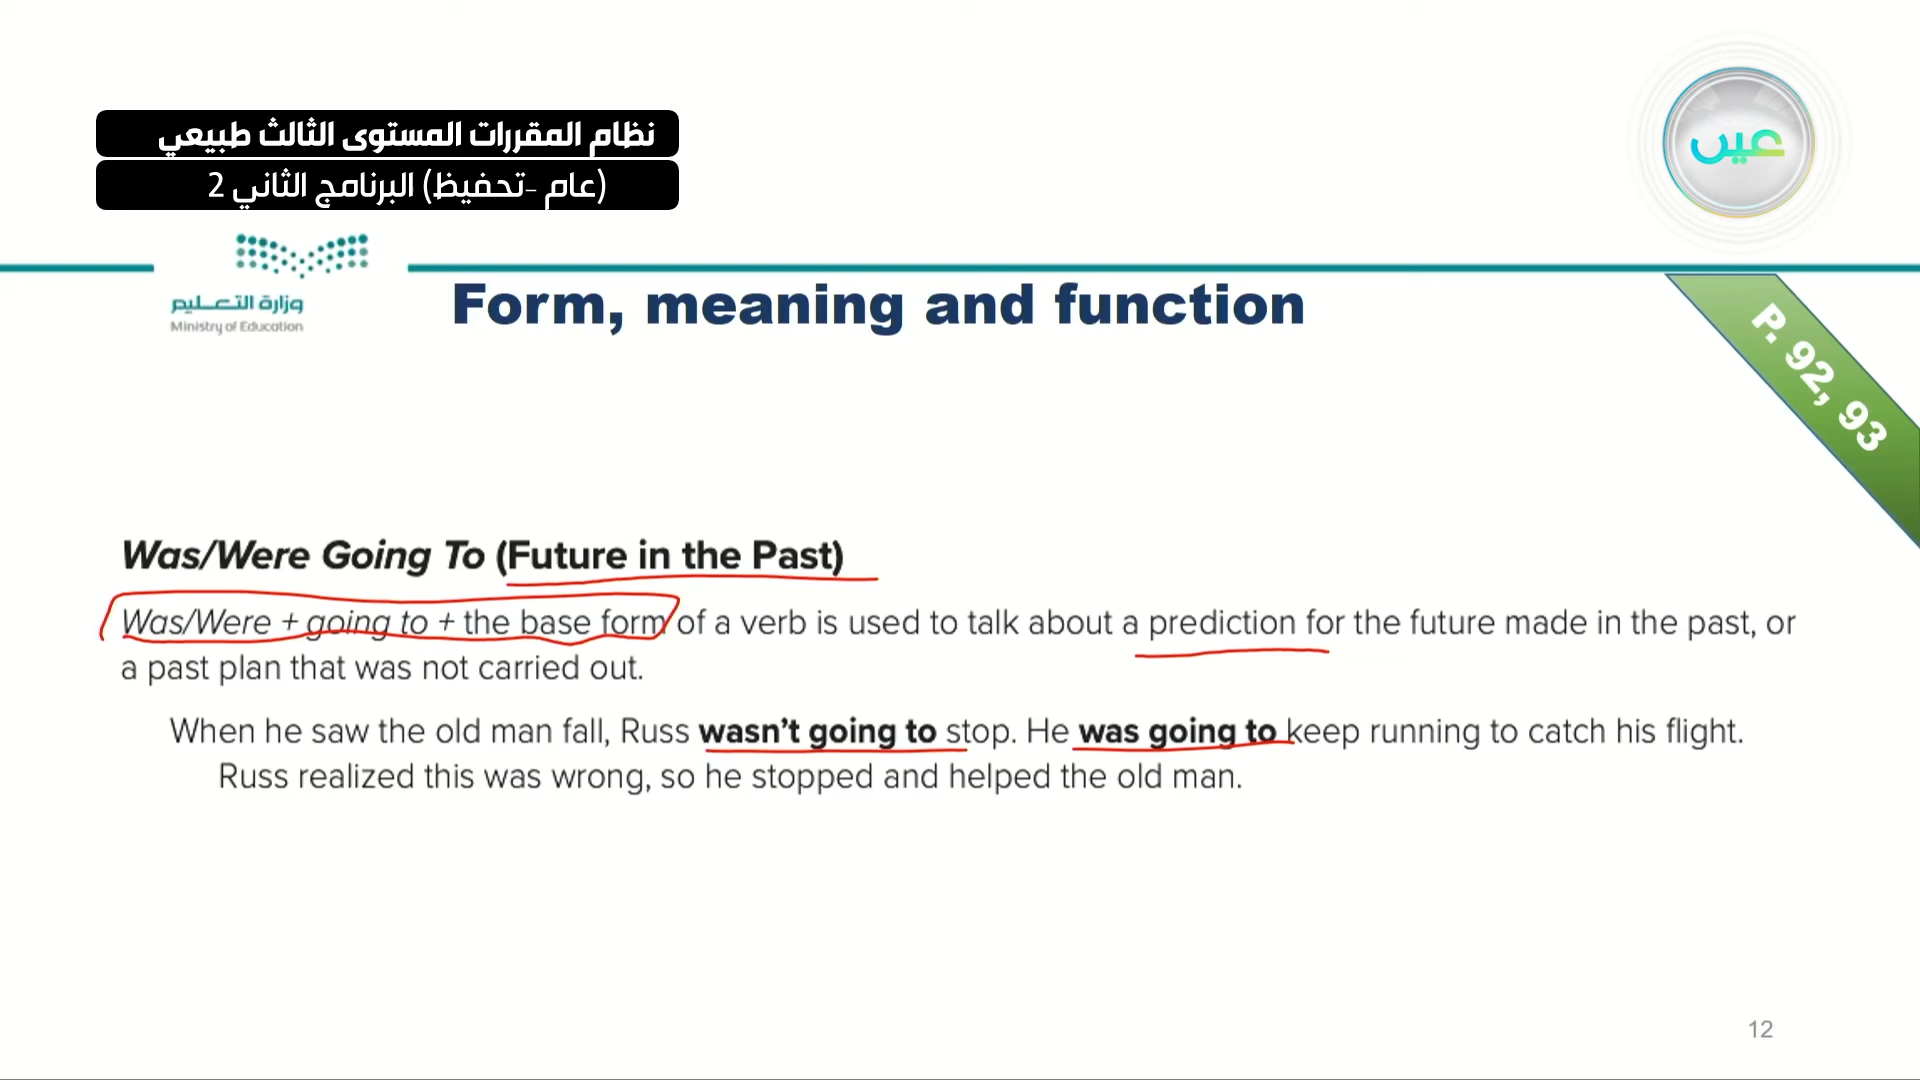 نظام المقررات المستوى الثالث طبيعي
(عام -تحفيظ) البرنامج الثاني 2
عين
وزارة التعليم
Ministry of Education
Form, meaning and function
P. 92, 93
Was/Were Going To (Future in the Past)
Was/Were + going to + the base form of a verb is used to talk about a prediction for the future made in the past, or
a past plan that was not carried out.
When he saw the old man fall, Russ wasn't going to stop. He was going to keep running to catch his flight.
Russ realized this was wrong, so he stopped and helped the old man.
12